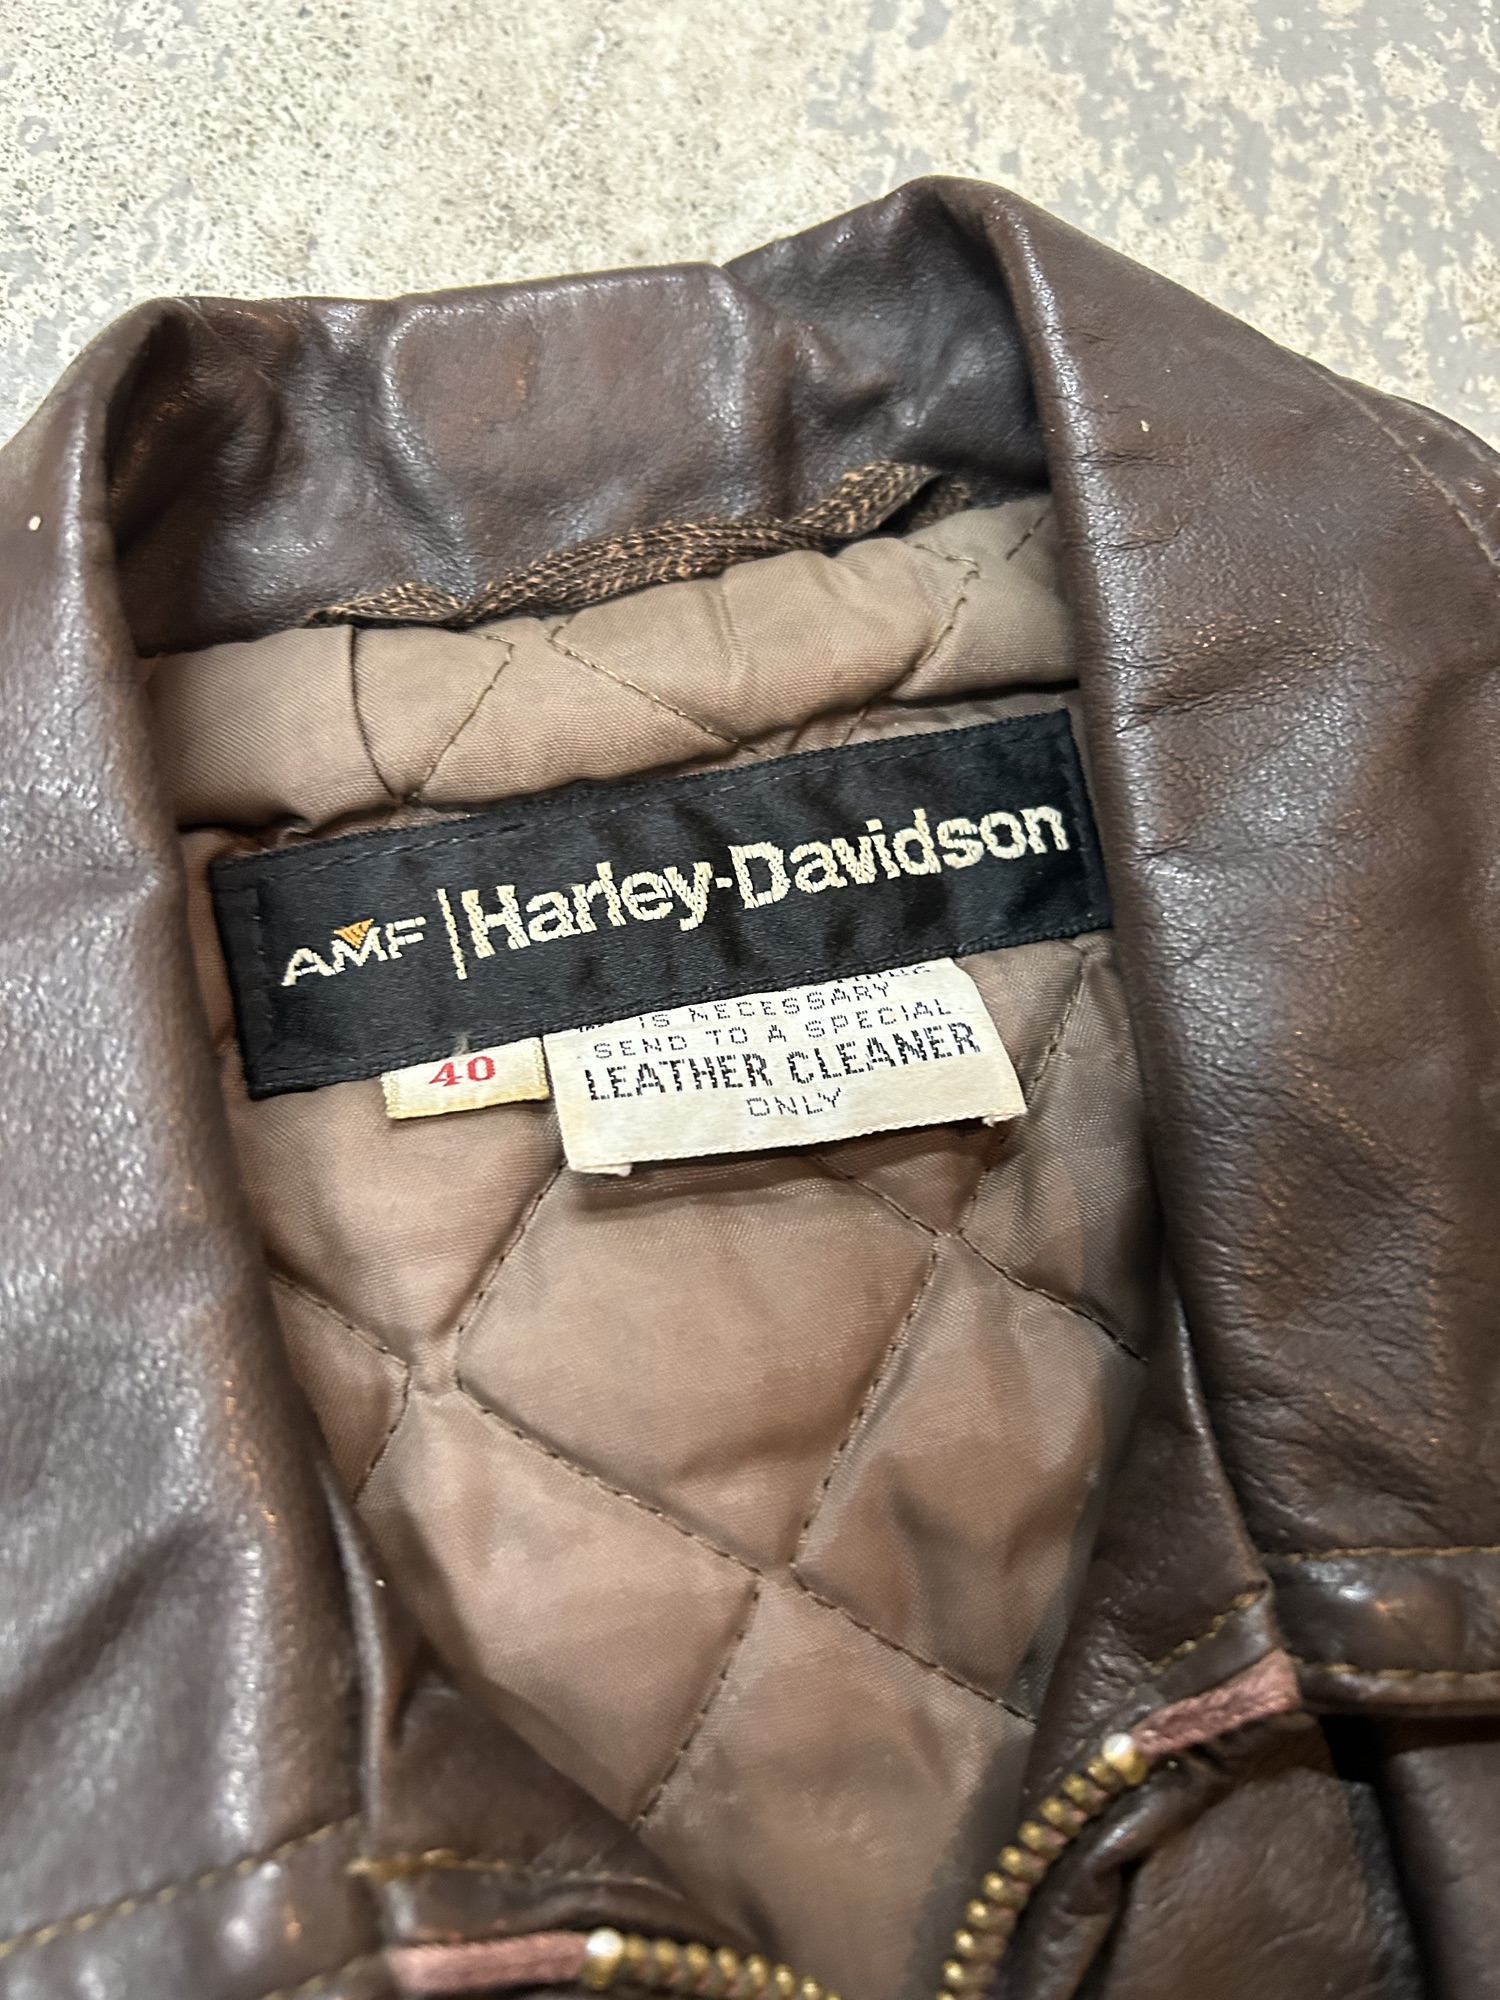 AMF | Harley-Davidson
IS NECESSARY
SEND TO A SPECIAL
LEATHER CLEANER
ONLY
40